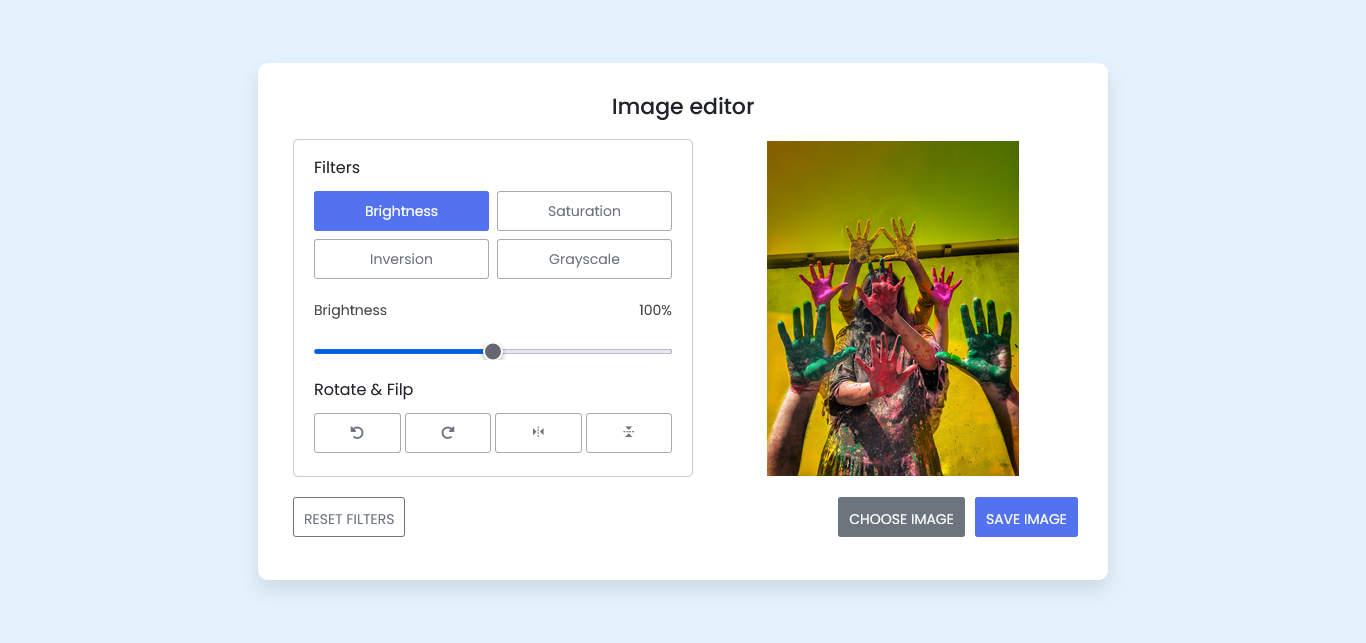 Image editor
Filters
Brightness
Saturation
Inversion
Grayscale
Brightness 100%
Rotate & Filp
RESET FILTERS
CHOOSE IMAGE
SAVE IMAGE